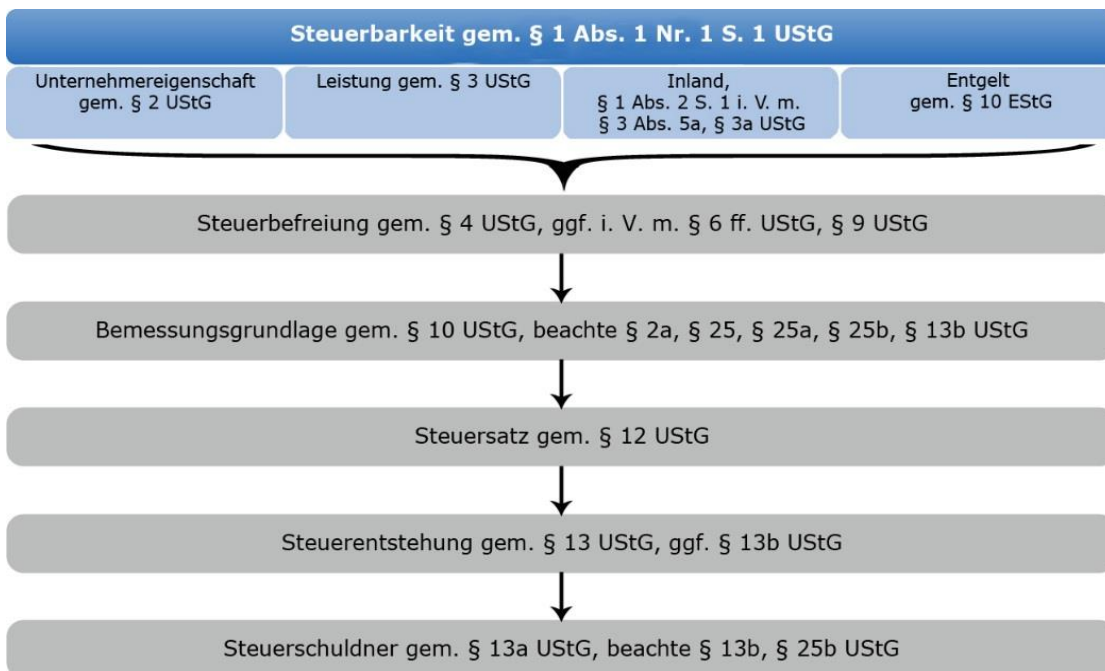 Steuerbarkeit gem. § 1 Abs. 1 Nr. 1 S. 1 UStG
Unternehmereigenschaft
gem. § 2 UStG
Leistung gem. § 3 UStG
Inland,
§ 1 Abs. 2 S. 1 i. V. m.
§ 3 Abs. 5a, § 3a UStG
Entgelt
gem. § 10 EStG
Steuerbefreiung gem. § 4 UStG, ggf. i. V. m. § 6 ff. UStG, § 9 UStG
Bemessungsgrundlage gem. § 10 UStG, beachte § 2a, § 25, § 25a, § 25b, § 13b UStG
Steuersatz gem. § 12 UStG
Steuerentstehung gem. § 13 UStG, ggf. § 13b UStG
Steuerschuldner gem. § 13a UStG, beachte § 13b, § 25b UStG